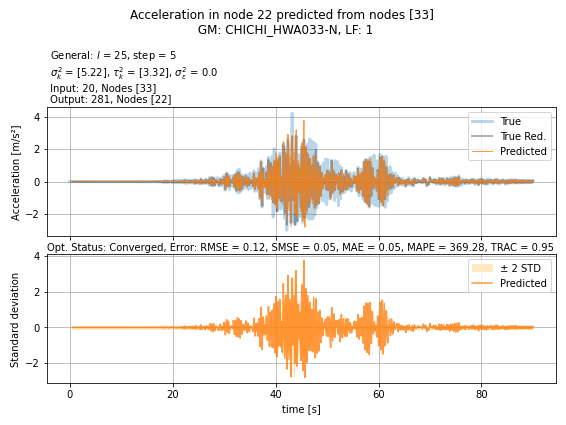 Acceleration in node 22 predicted from nodes [33]
GM: CHICHI_HWA033-N, LF: 1
General: l = 25, step = 5
σ²ₖ = [5.22], τ²ₖ = [3.32], σ²ε = 0.0
Input: 20, Nodes [33]
Output: 281, Nodes [22]
Acceleration [m/s²]
4
2
0
−2
True
True Red.
Predicted
Opt. Status: Converged, Error: RMSE = 0.12, SMSE = 0.05, MAE = 0.05, MAPE = 369.28, TRAC = 0.95
Standard deviation
4
2
0
−2
± 2 STD
Predicted
0 20 40 60 80
time [s]